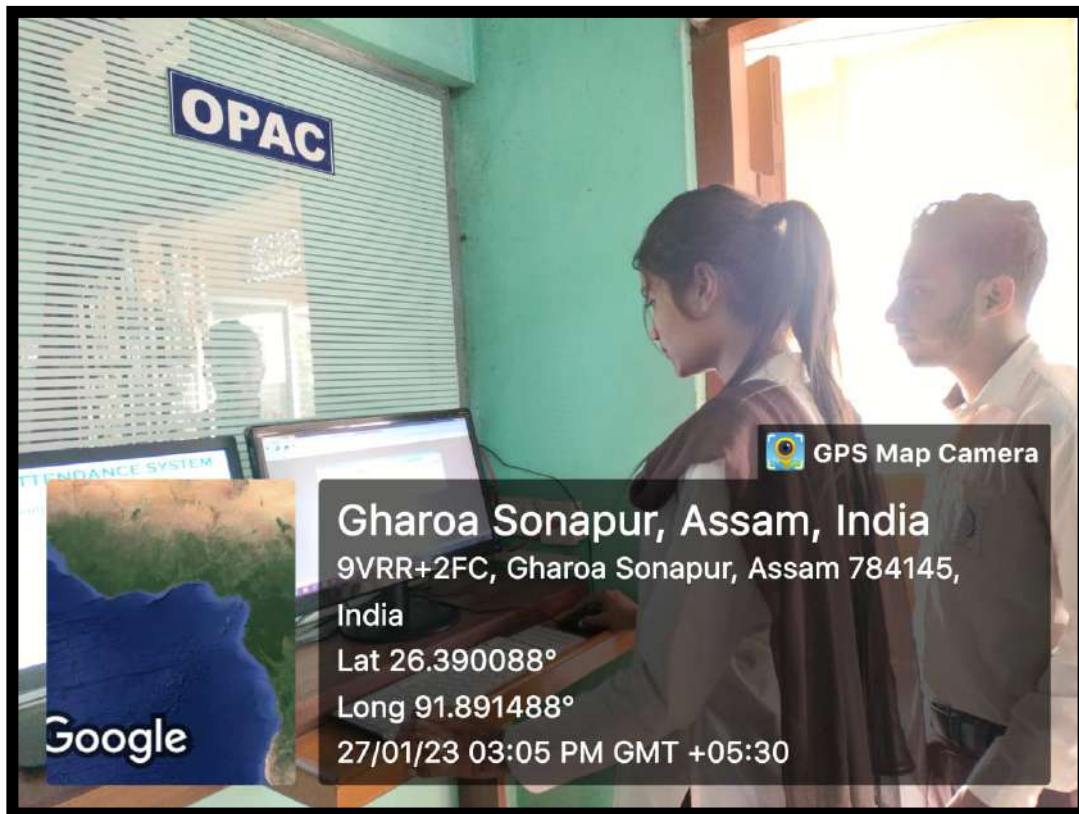 OPAC
ATTENDANCE SYSTEM
GPS Map Camera
Gharoa Sonapur, Assam, India
9VRR+2FC, Gharoa Sonapur, Assam 784145,
India
Lat 26.390088°
Long 91.891488°
27/01/23 03:05 PM GMT +05:30
Google